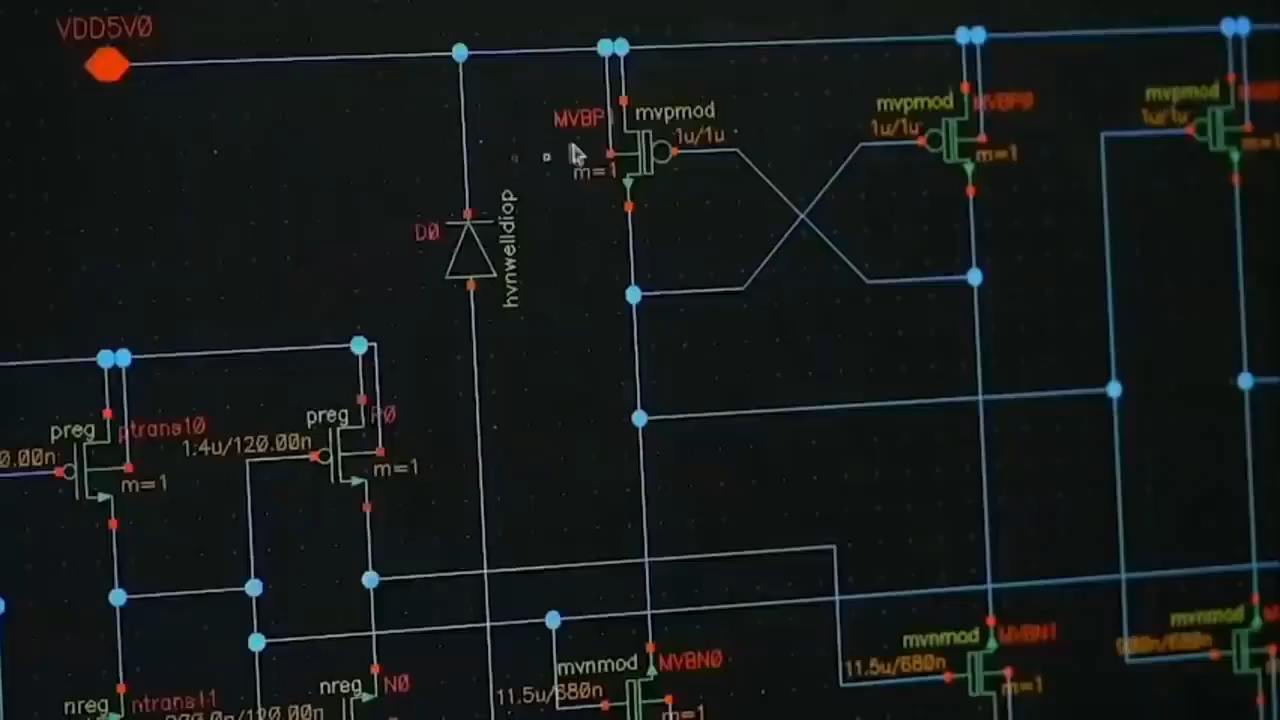 VDD5V0
MVBP
mvpmod
1u/1u
m=1
mvpmod
MVBP0
1u/1u
m=1
mvpmod
1u/1u
D0
hvnwelldiop
preg
ptrans10
m=1
preg
P0
1.4u/120.00n
m=1
mvnmod
MVBN0
11.5u/680n
m=1
mvnmod
MVBN1
11.5u/680n
m=1
mvnmod
nreg
ntrans11
nreg
N0